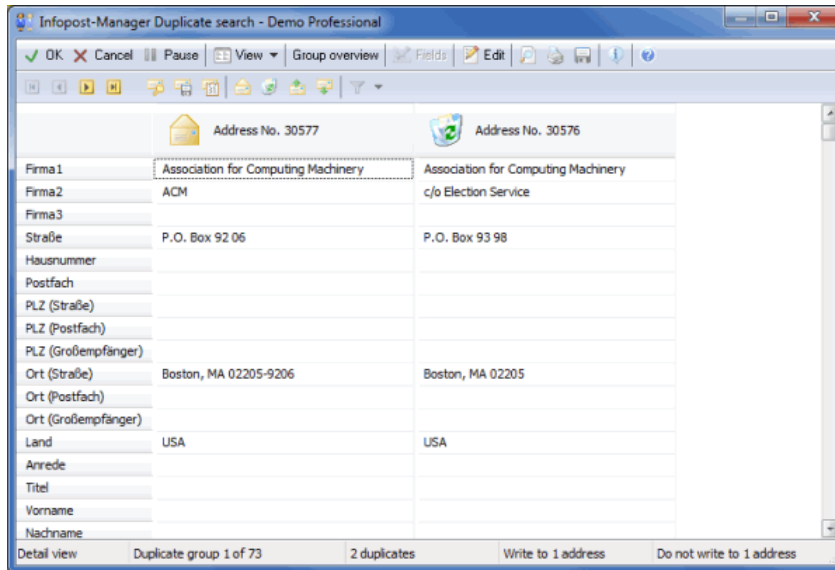 Infopost-Manager Duplicate search - Demo Professional
OK Cancel Pause View Group overview Fields Edit
Address No. 30577 Address No. 30576
Firma1 Association for Computing Machinery Association for Computing Machinery
Firma2 ACM c/o Election Service
Firma3
Straße P.O. Box 92 06 P.O. Box 93 98
Hausnummer
Postfach
PLZ (Straße)
PLZ (Postfach)
PLZ (Großempfänger)
Ort (Straße) Boston, MA 02205-9206 Boston, MA 02205
Ort (Postfach)
Ort (Großempfänger)
Land USA USA
Anrede
Titel
Vorname
Nachname
Detail view Duplicate group 1 of 73 2 duplicates Write to 1 address Do not write to 1 address